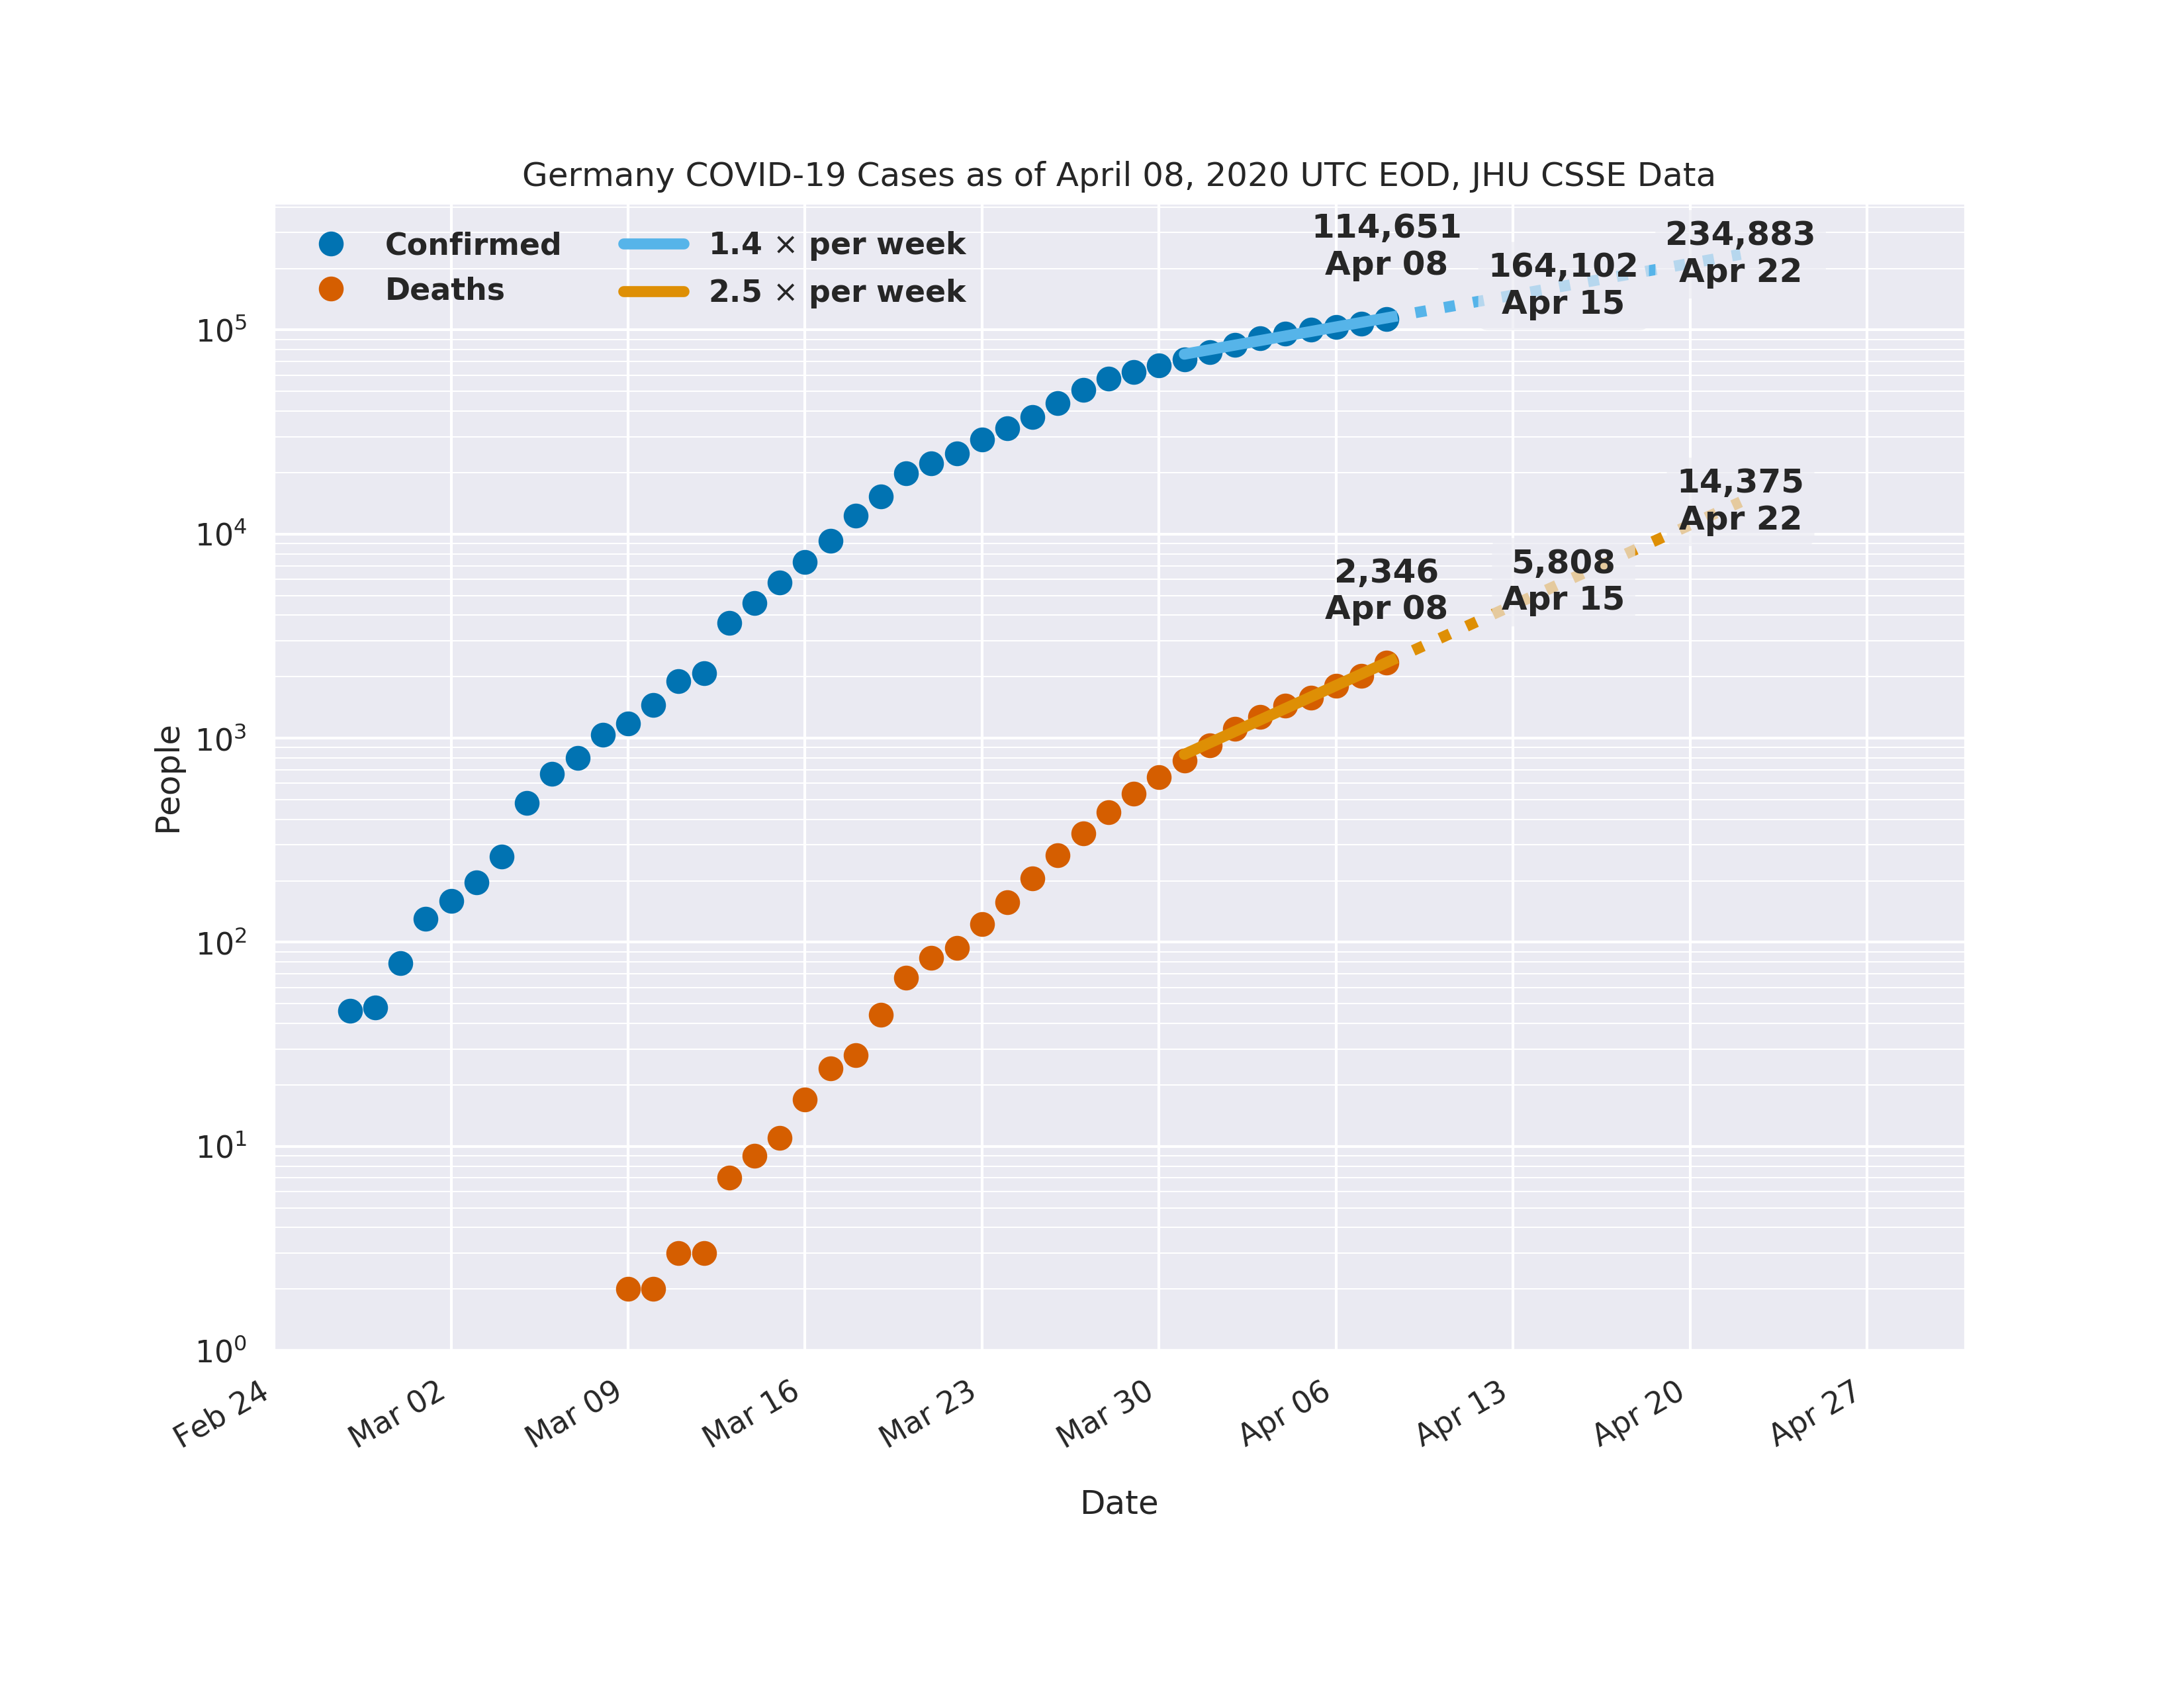 Germany COVID-19 Cases as of April 08, 2020 UTC EOD, JHU CSSE Data
Confirmed
Deaths
1.4 × per week
2.5 × per week
114,651
Apr 08
164,102
Apr 15
234,883
Apr 22
2,346
Apr 08
5,808
Apr 15
14,375
Apr 22
People
10⁵
10⁴
10³
10²
10¹
10⁰
Feb 24
Mar 02
Mar 09
Mar 16
Mar 23
Mar 30
Apr 06
Apr 13
Apr 20
Apr 27
Date